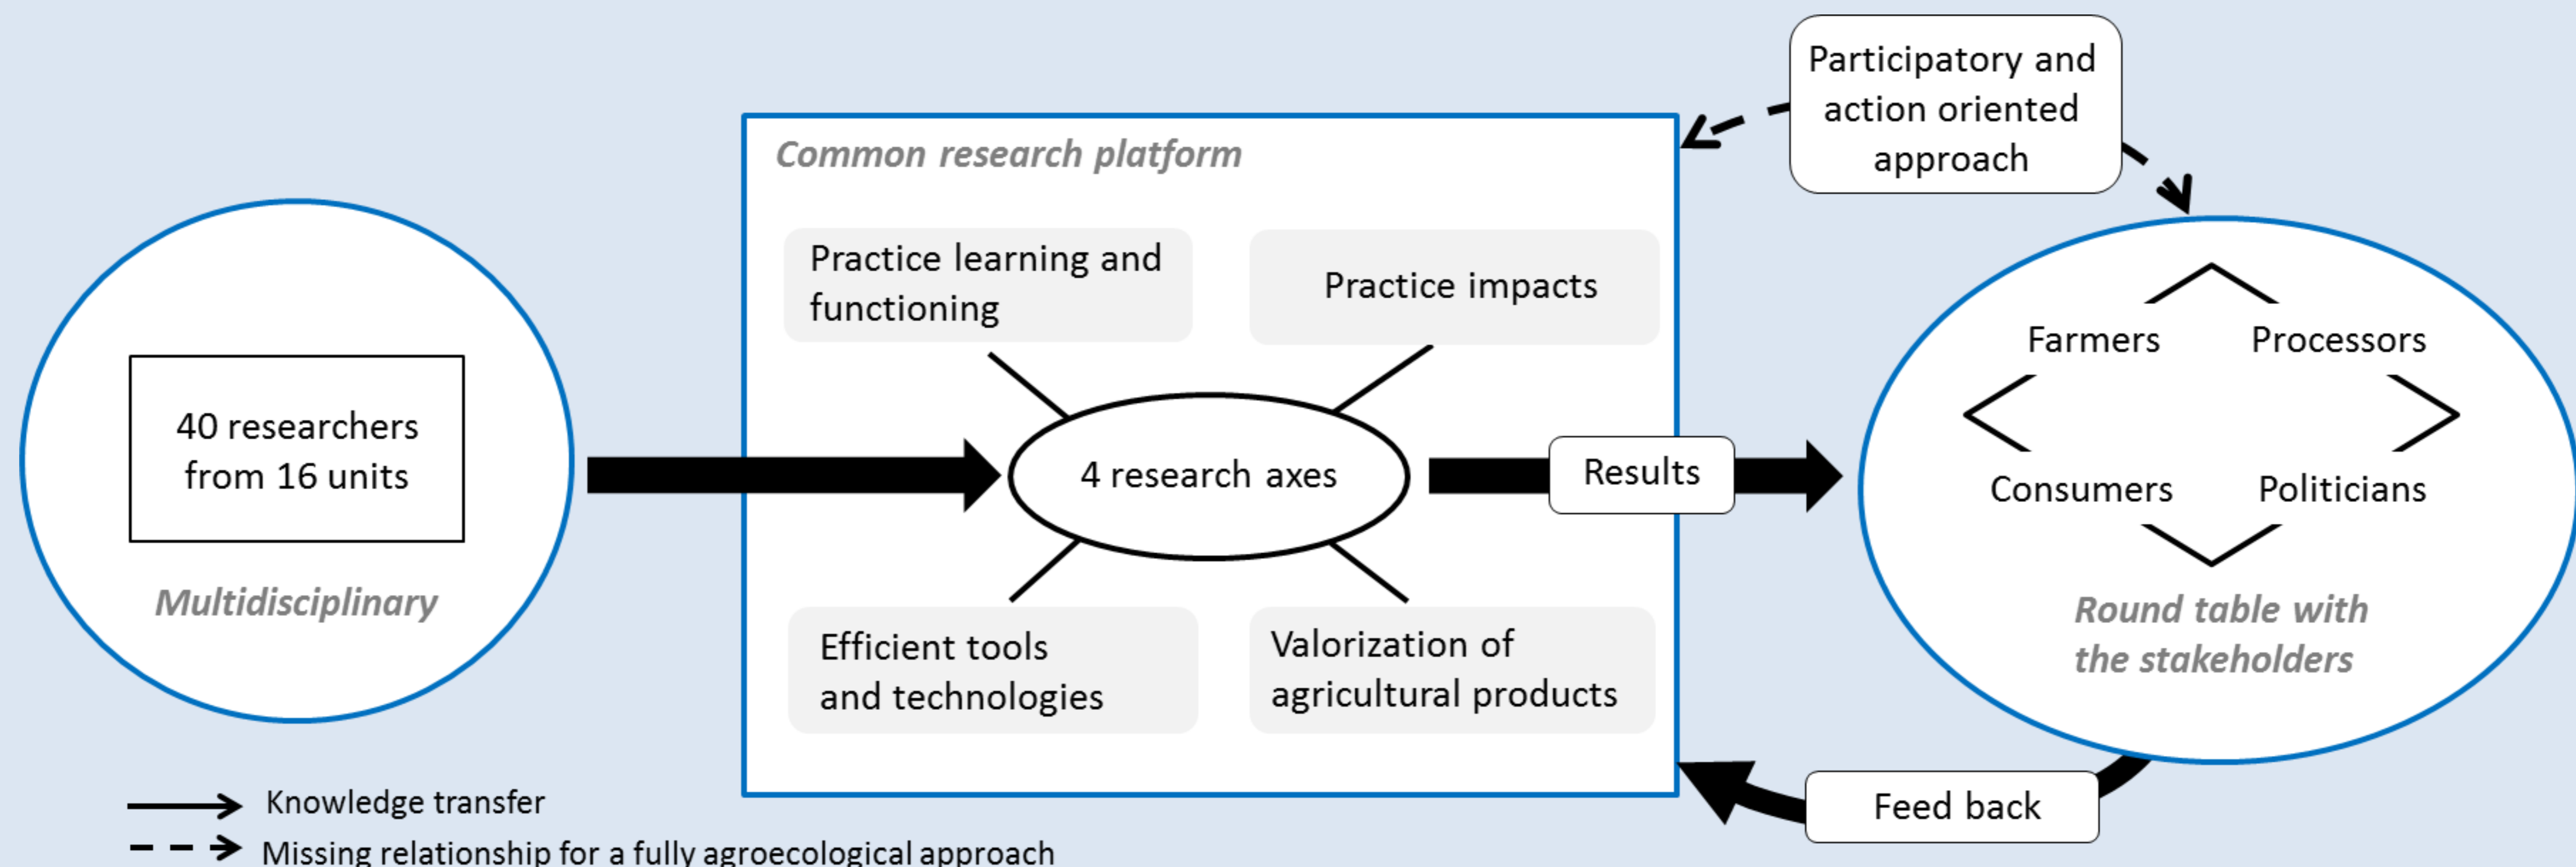 40 researchers
from 16 units
Multidisciplinary
Common research platform
Practice learning and
functioning
Practice impacts
4 research axes
Efficient tools
and technologies
Valorization of
agricultural products
Results
Participatory and
action oriented
approach
Farmers
Processors
Consumers
Politicians
Round table with
the stakeholders
Feed back
Knowledge transfer
Missing relationship for a fully agroecological approach